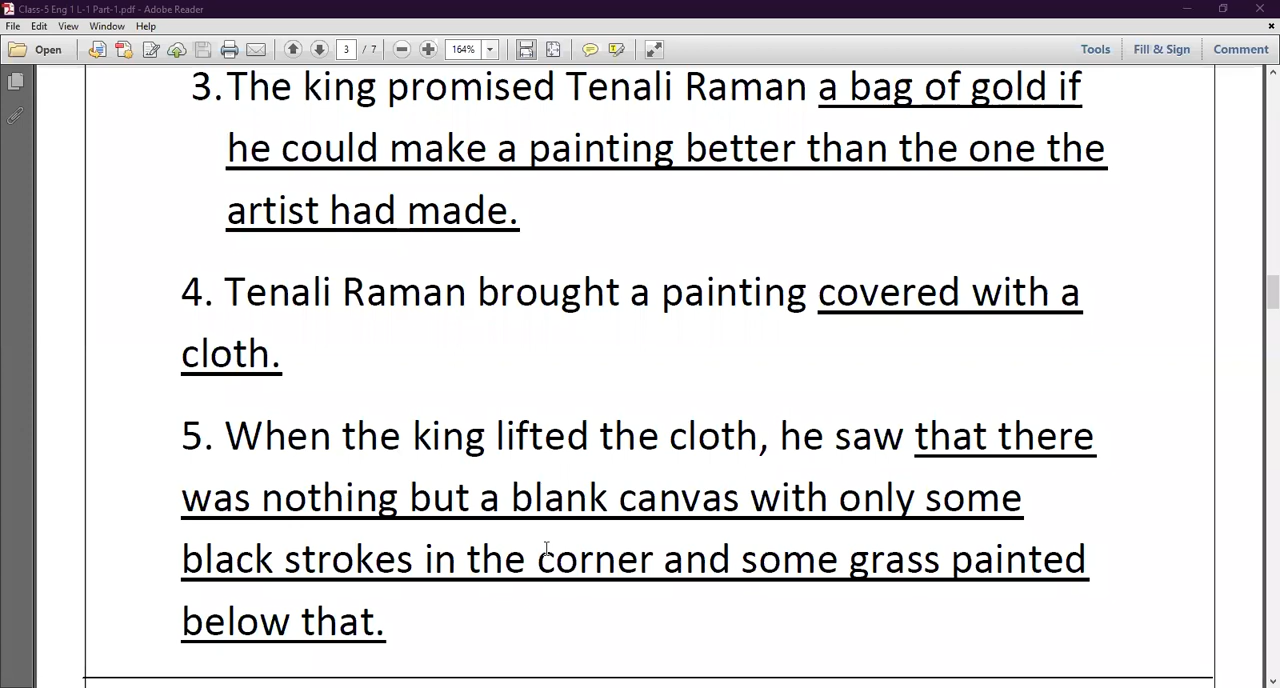 Class-5 Eng 1 L-1 Part-1.pdf - Adobe Reader
File Edit View Window Help
Open 3 / 7 164% Tools Fill & Sign Comment
3.The king promised Tenali Raman a bag of gold if
he could make a painting better than the one the
artist had made.
4. Tenali Raman brought a painting covered with a
cloth.
5. When the king lifted the cloth, he saw that there
was nothing but a blank canvas with only some
black strokes in the corner and some grass painted
below that.